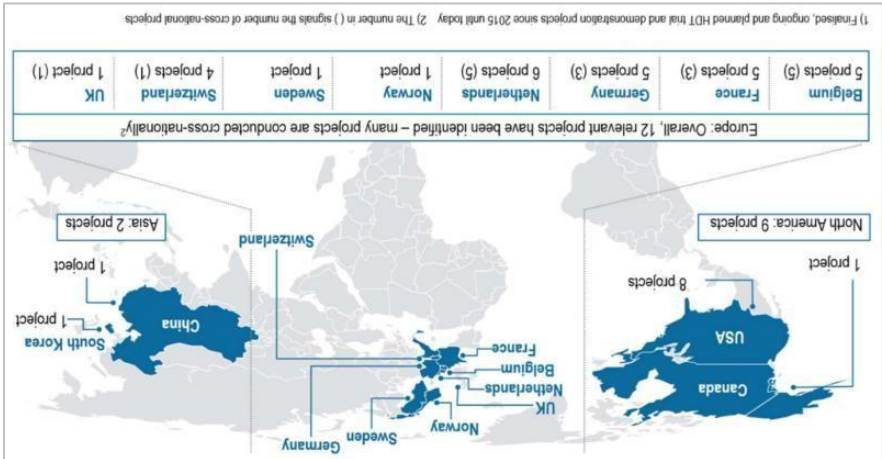 Germany
Sweden
Norway
UK
Netherlands
Belgium
France
Canada
USA
China
South Korea
1 project
8 projects
1 project
1 project
Switzerland
North America: 9 projects
Asia: 2 projects
Europe: Overall, 12 relevant projects have been identified – many projects are conducted cross-nationally²
Belgium France Germany Netherlands Norway Sweden Switzerland UK
5 projects (5) 5 projects (3) 5 projects (3) 6 projects (5) 1 project 1 project 4 projects (1) 1 project (1)
1) Finalised, ongoing and planned HDT trial and demonstration projects since 2015 until today 2) The number in ( ) signals the number of cross-national projects